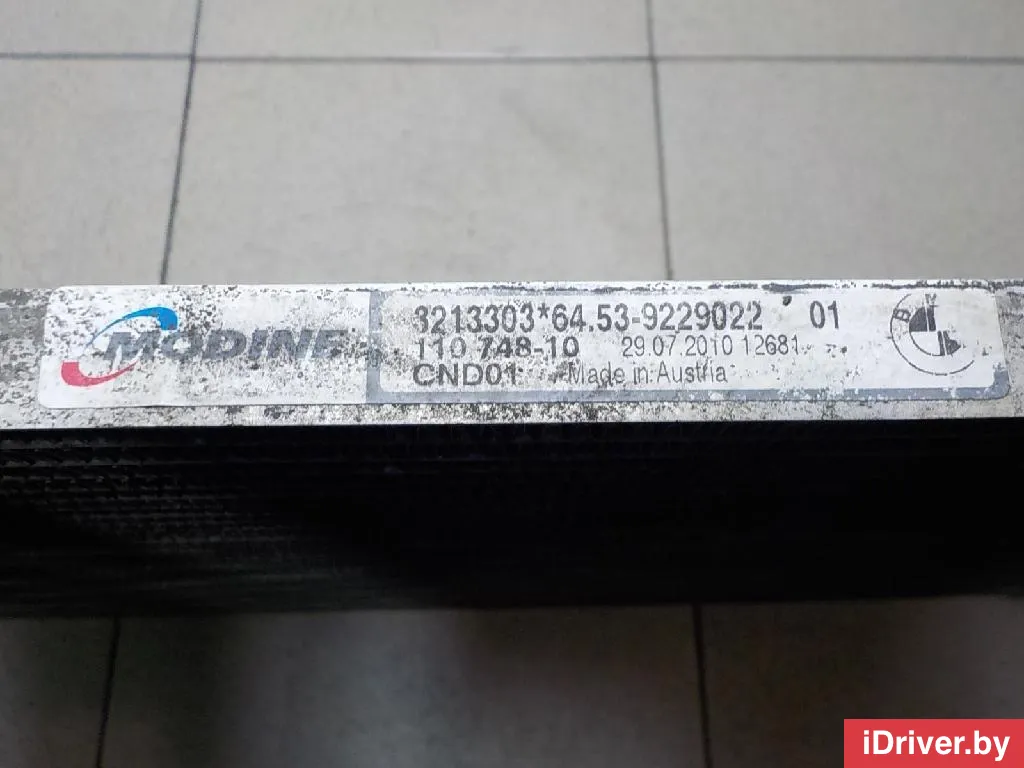 MODINE
3213303*64.53-9229022 01
110 748-10 29.07.2010 12681
CND01 Made in Austria
B M
iDriver.by